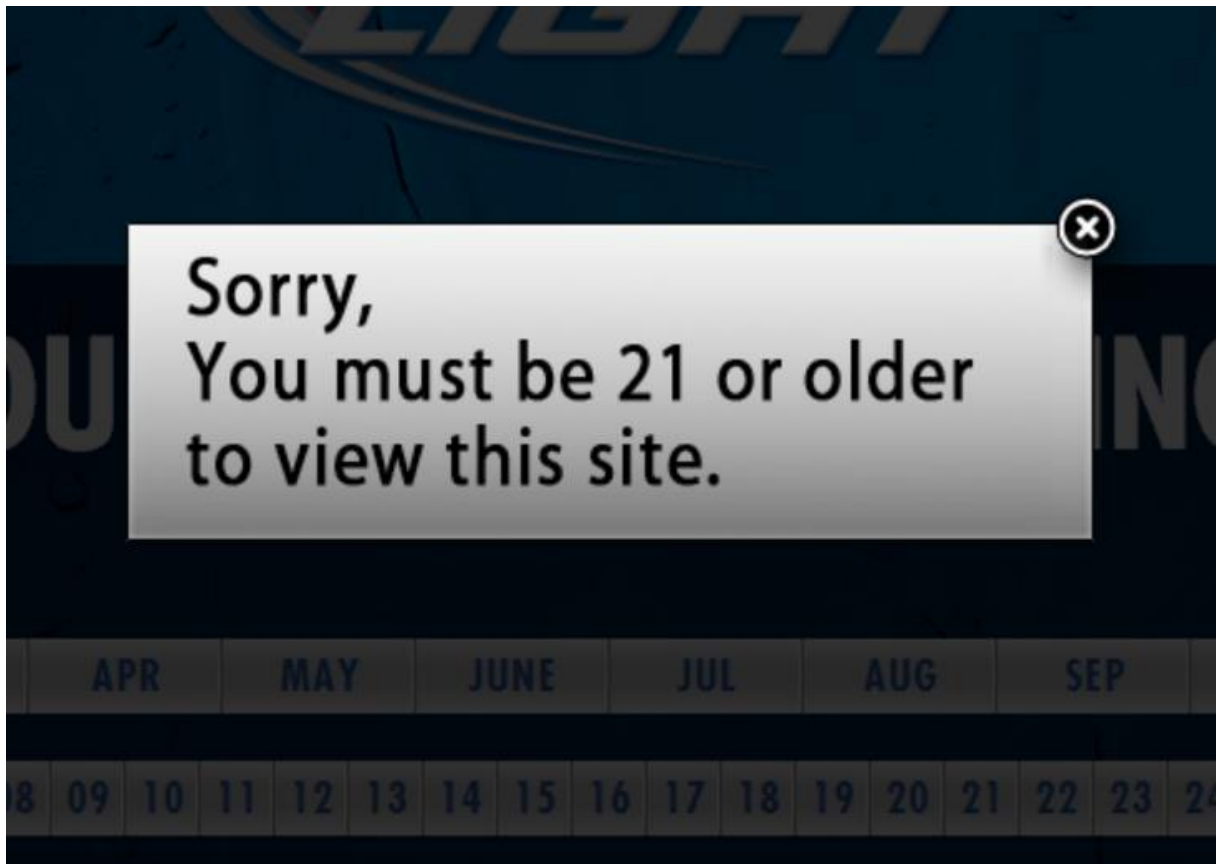 LIGHT
Sorry,
You must be 21 or older
to view this site.
APR MAY JUNE JUL AUG SEP
09 10 11 12 13 14 15 16 17 18 19 20 21 22 23